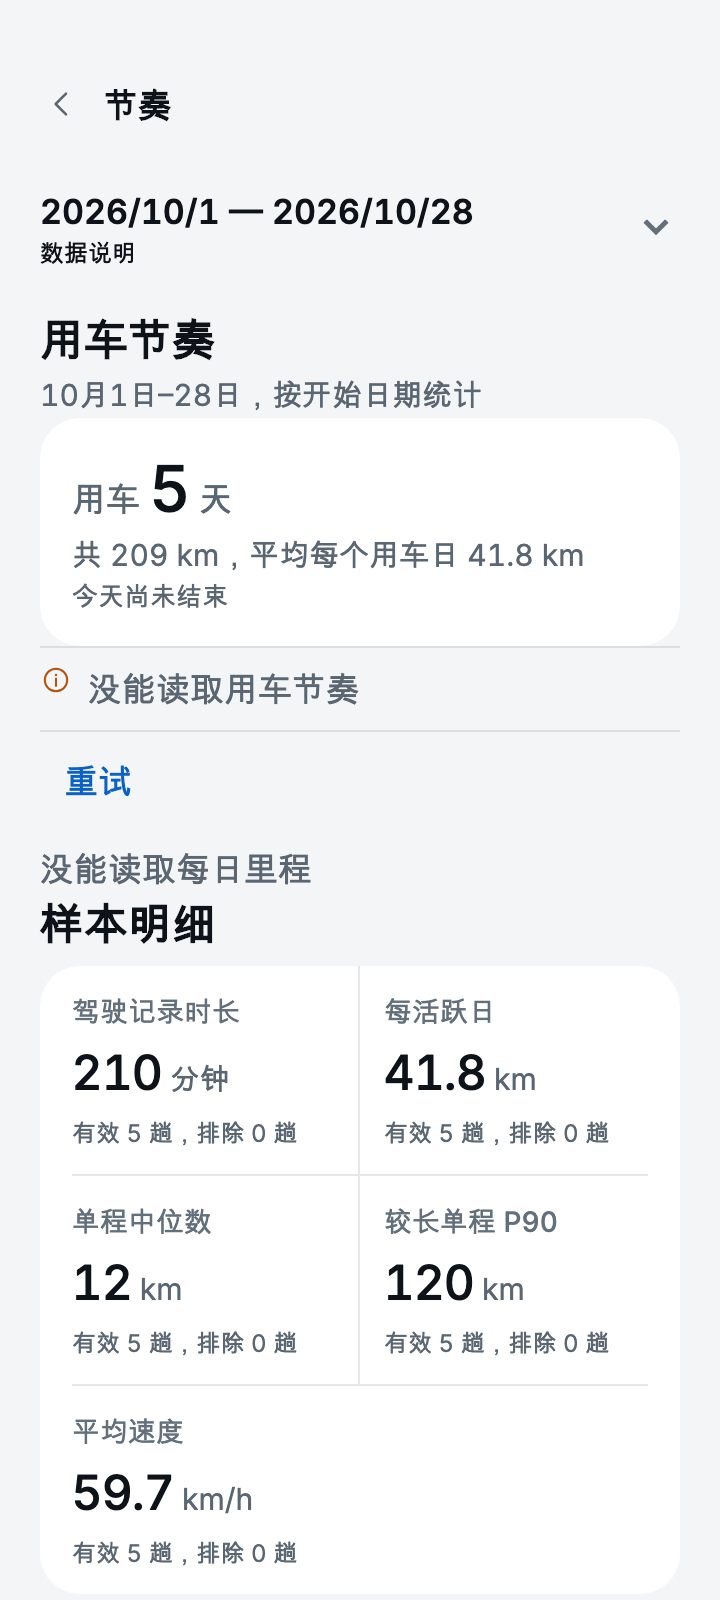 节奏
2026/10/1 — 2026/10/28
数据说明
用车节奏
10月1日–28日，按开始日期统计
用车 5 天
共 209 km，平均每个用车日 41.8 km
今天尚未结束
没能读取用车节奏
重试
没能读取每日里程
样本明细
驾驶记录时长
210 分钟
有效 5 趟，排除 0 趟
每活跃日
41.8 km
有效 5 趟，排除 0 趟
单程中位数
12 km
有效 5 趟，排除 0 趟
较长单程 P90
120 km
有效 5 趟，排除 0 趟
平均速度
59.7 km/h
有效 5 趟，排除 0 趟